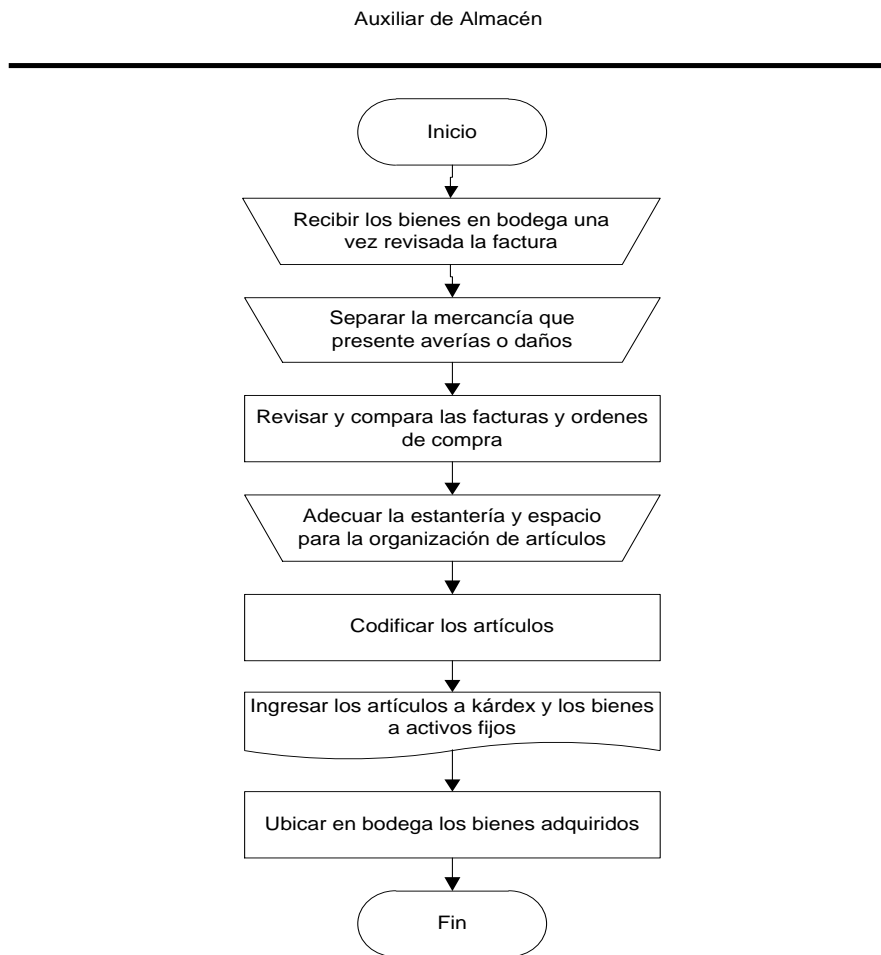 Auxiliar de Almacén
Inicio
Recibir los bienes en bodega una
vez revisada la factura
Separar la mercancía que
presente averías o daños
Revisar y compara las facturas y ordenes
de compra
Adecuar la estantería y espacio
para la organización de artículos
Codificar los artículos
Ingresar los artículos a kárdex y los bienes
a activos fijos
Ubicar en bodega los bienes adquiridos
Fin